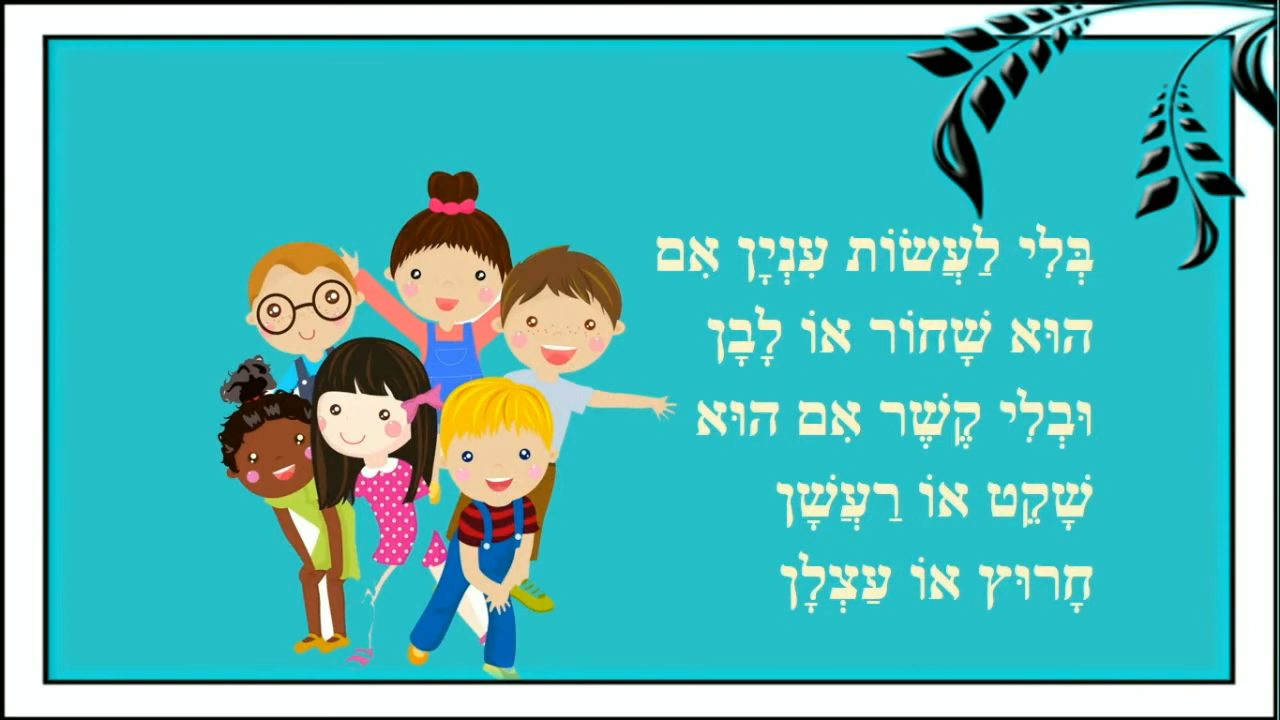 בְּלִי לַעֲשׂוֹת עִנְיָן אִם
הוּא שָׁחוֹר אוֹ לָבָן
וּבְלִי קֶשֶׁר אִם הוּא
שָׁקֵט אוֹ רַעֲשָׁן
חָרוּץ אוֹ עַצְלָן